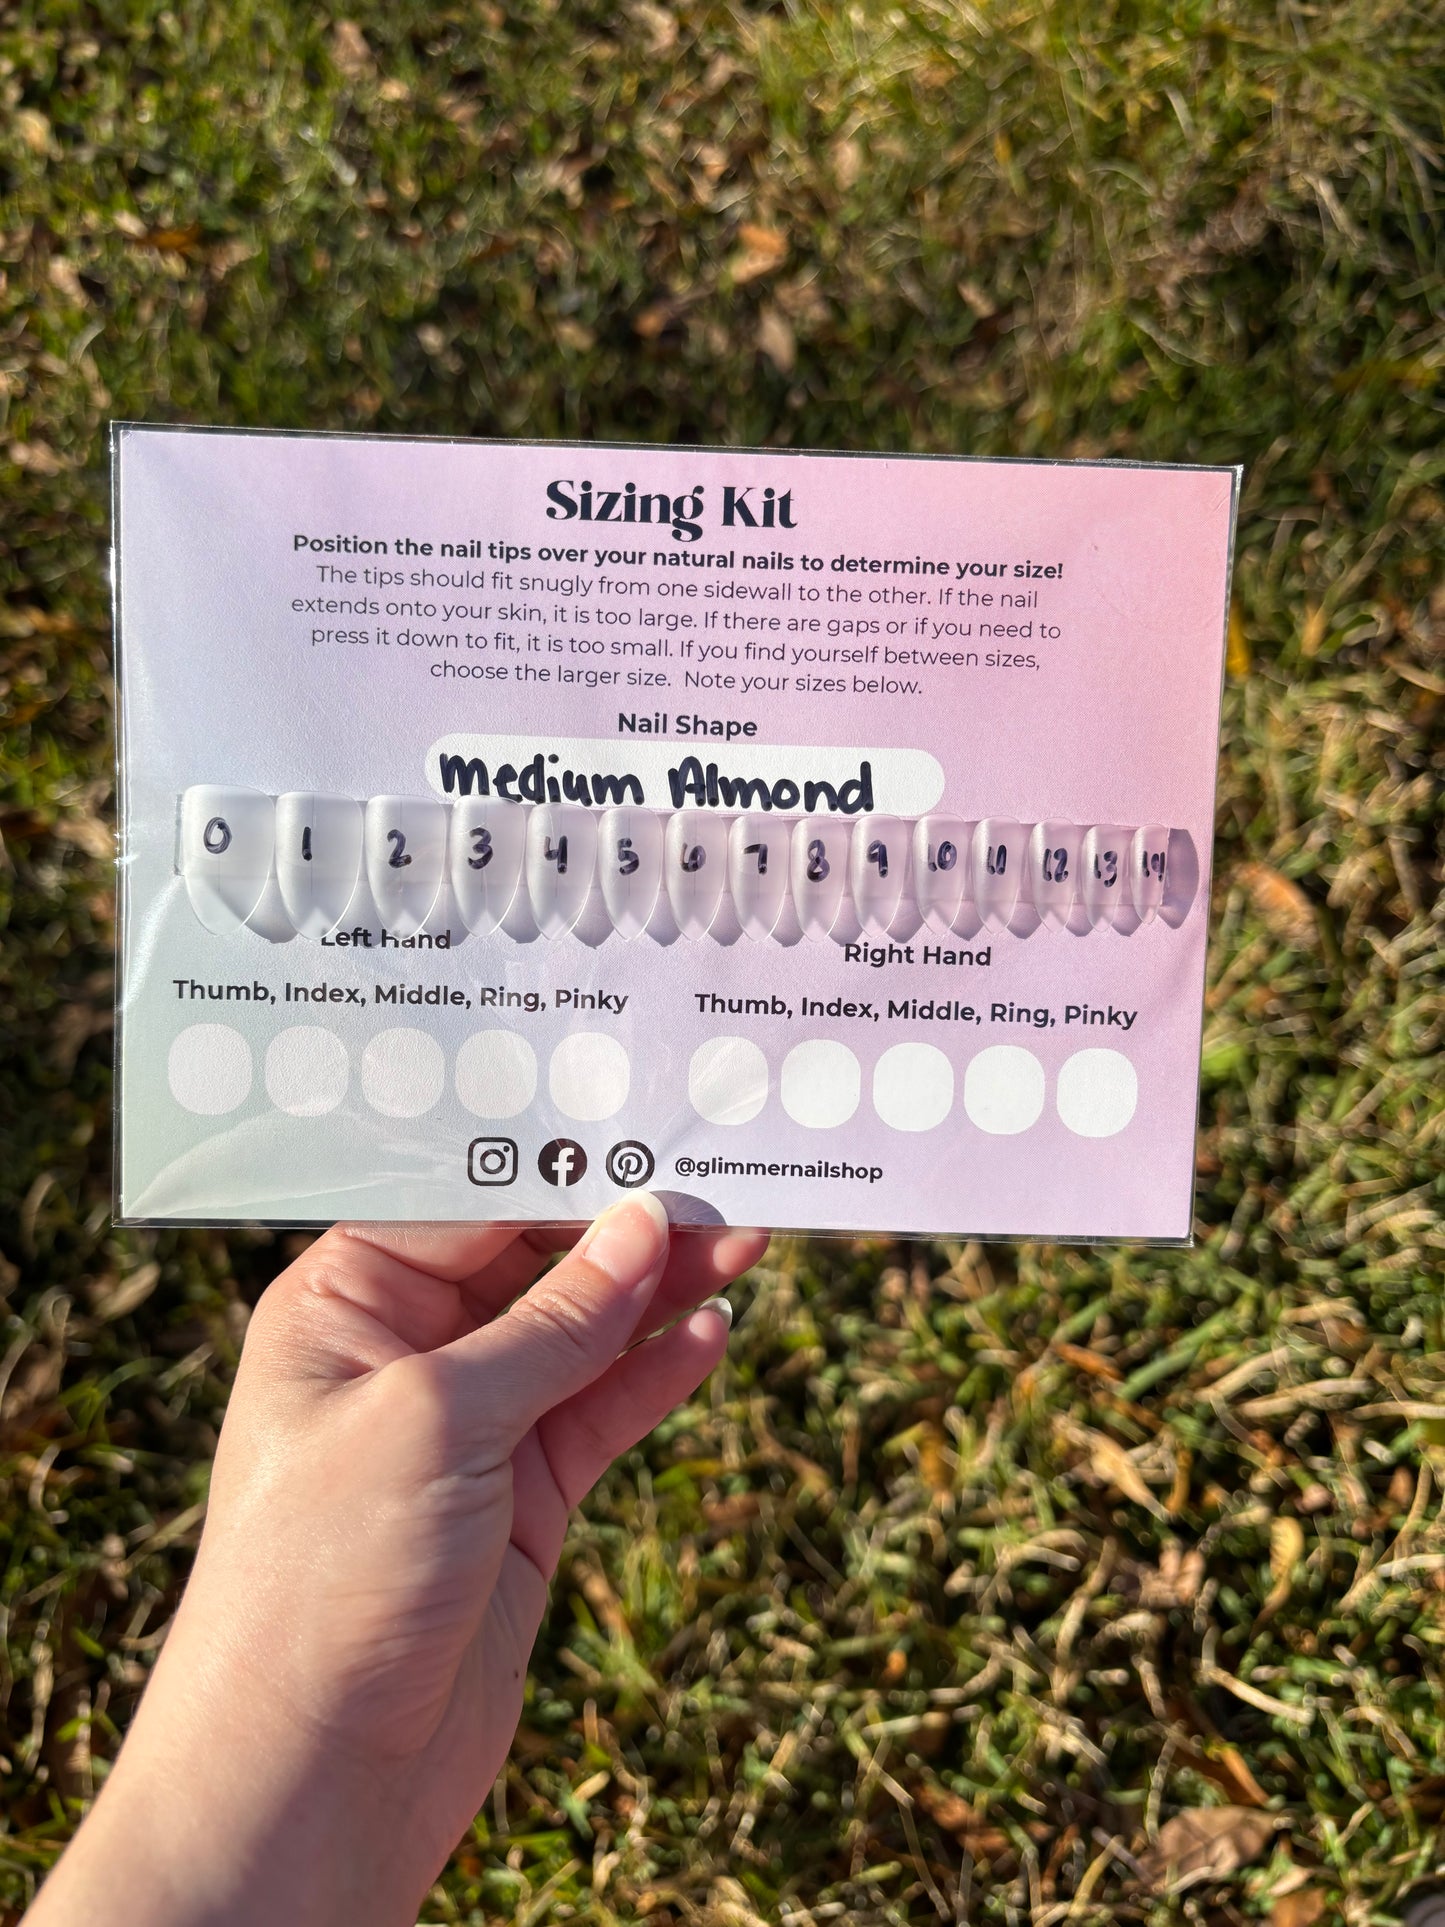 Sizing Kit
Position the nail tips over your natural nails to determine your size!
The tips should fit snugly from one sidewall to the other. If the nail
extends onto your skin, it is too large. If there are gaps or if you need to
press it down to fit, it is too small. If you find yourself between sizes,
choose the larger size. Note your sizes below.
Nail Shape
Medium Almond
0 1 2 3 4 5 6 7 8 9 10 11 12 13 14
Left Hand Right Hand
Thumb, Index, Middle, Ring, Pinky Thumb, Index, Middle, Ring, Pinky
@glimmernailshop